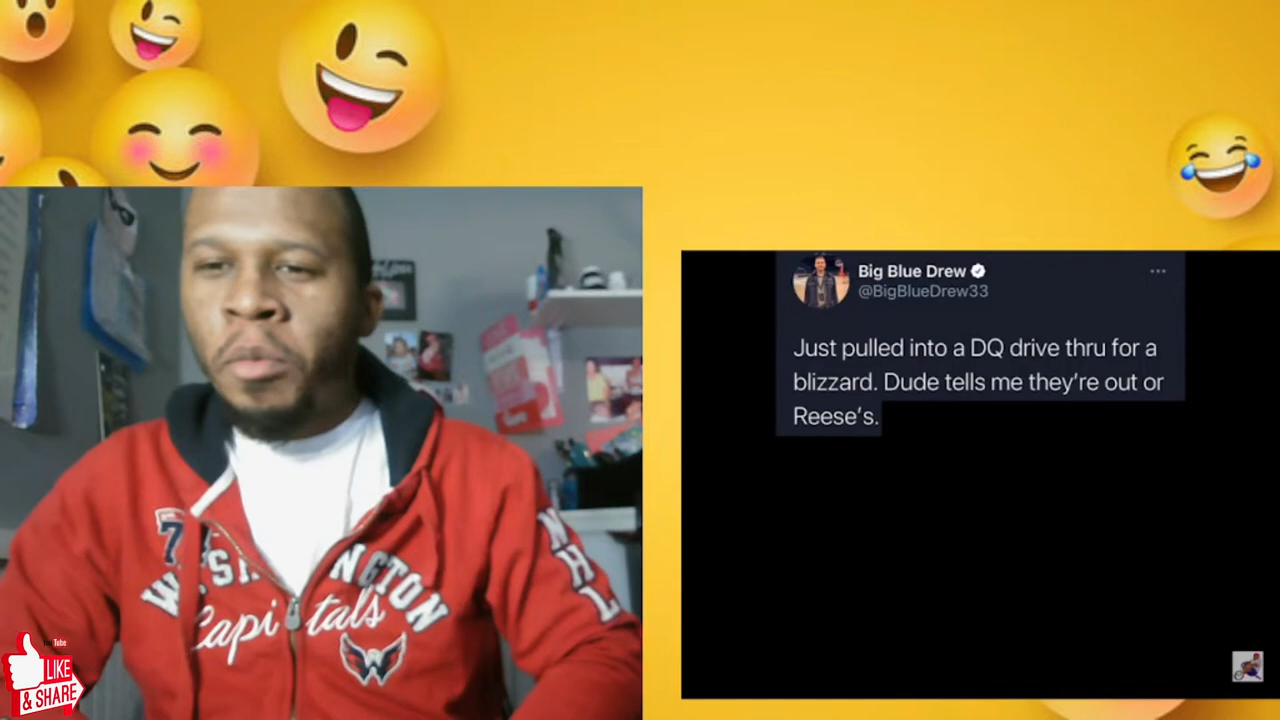 Big Blue Drew
@BigBlueDrew33
Just pulled into a DQ drive thru for a
blizzard. Dude tells me they're out or
Reese's.
WASHINGTON
Capitals
NHL
LIKE
& SHARE